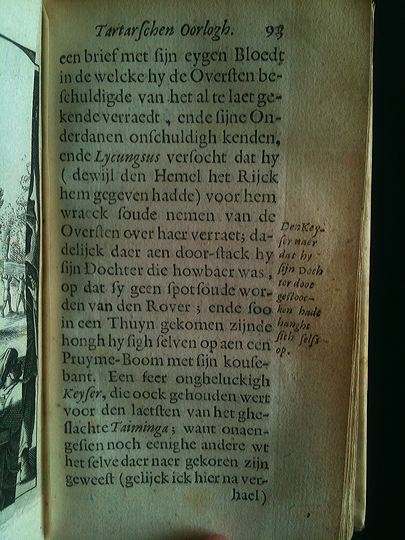 Tartarſchen Oorlogh. 93
een brief met ſijn eygen Bloedt
in de welcke hy de Overſten be-
ſchuldigde van het al te laet ge-
kende verraedt, ende ſijne On-
derdanen onſchuldigh kenden,
ende Lycungsus verſocht dat hy
( dewijl den Hemel het Rijck
hem gegeven hadde) voor hem
wraeck ſoude nemen van de
Overſten over haer verraet; da-
delijck daer aen door-ſtack hy
ſijn Dochter die howbaer was,
op dat ſy geen ſpot ſoude wor-
den van den Rover; ende ſoo
in een Thuyn gekomen zijnde
hongh hy ſigh ſelven op aen een
Pruyme-Boom met ſijn kouſe-
bant. Een ſeer ongheluckigh
Keyſer, die oock gehouden wert
voor den laetſten van het ghe-
ſlachte Taiminga; want onaen-
geſien noch eenighe andere wt
het ſelve daer naer gekoren zijn
geweeſt (gelijck ick hier na ver-
hael)
Den Key-
ſer naer
dat hy
ſijn Doch
ter doot
geſtoo-
ken hadt
hanght
ſich ſelfs
op.